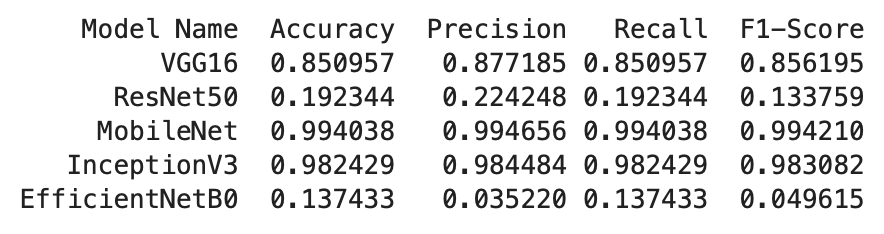 Model Name Accuracy Precision Recall F1-Score
VGG16 0.850957 0.877185 0.850957 0.856195
ResNet50 0.192344 0.224248 0.192344 0.133759
MobileNet 0.994038 0.994656 0.994038 0.994210
InceptionV3 0.982429 0.984484 0.982429 0.983082
EfficientNetB0 0.137433 0.035220 0.137433 0.049615